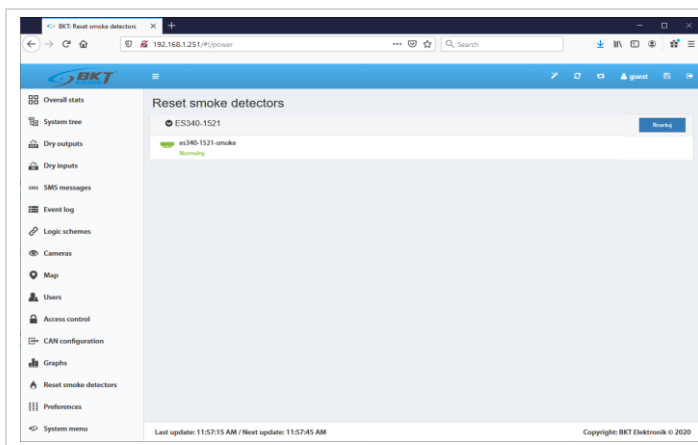 BKT: Reset smoke detectors
192.168.1.251/#!/power
Search
BKT
guest
Overall stats
System tree
Dry outputs
Dry inputs
SMS SMS messages
Event log
Logic schemes
Cameras
Map
Users
Access control
CAN configuration
Graphs
Reset smoke detectors
Preferences
System menu
Reset smoke detectors
ES340-1521
Resetuj
es340-1521-smoke
Normalny
Last update: 11:57:15 AM / Next update: 11:57:45 AM
Copyright: BKT Elektronik © 2020